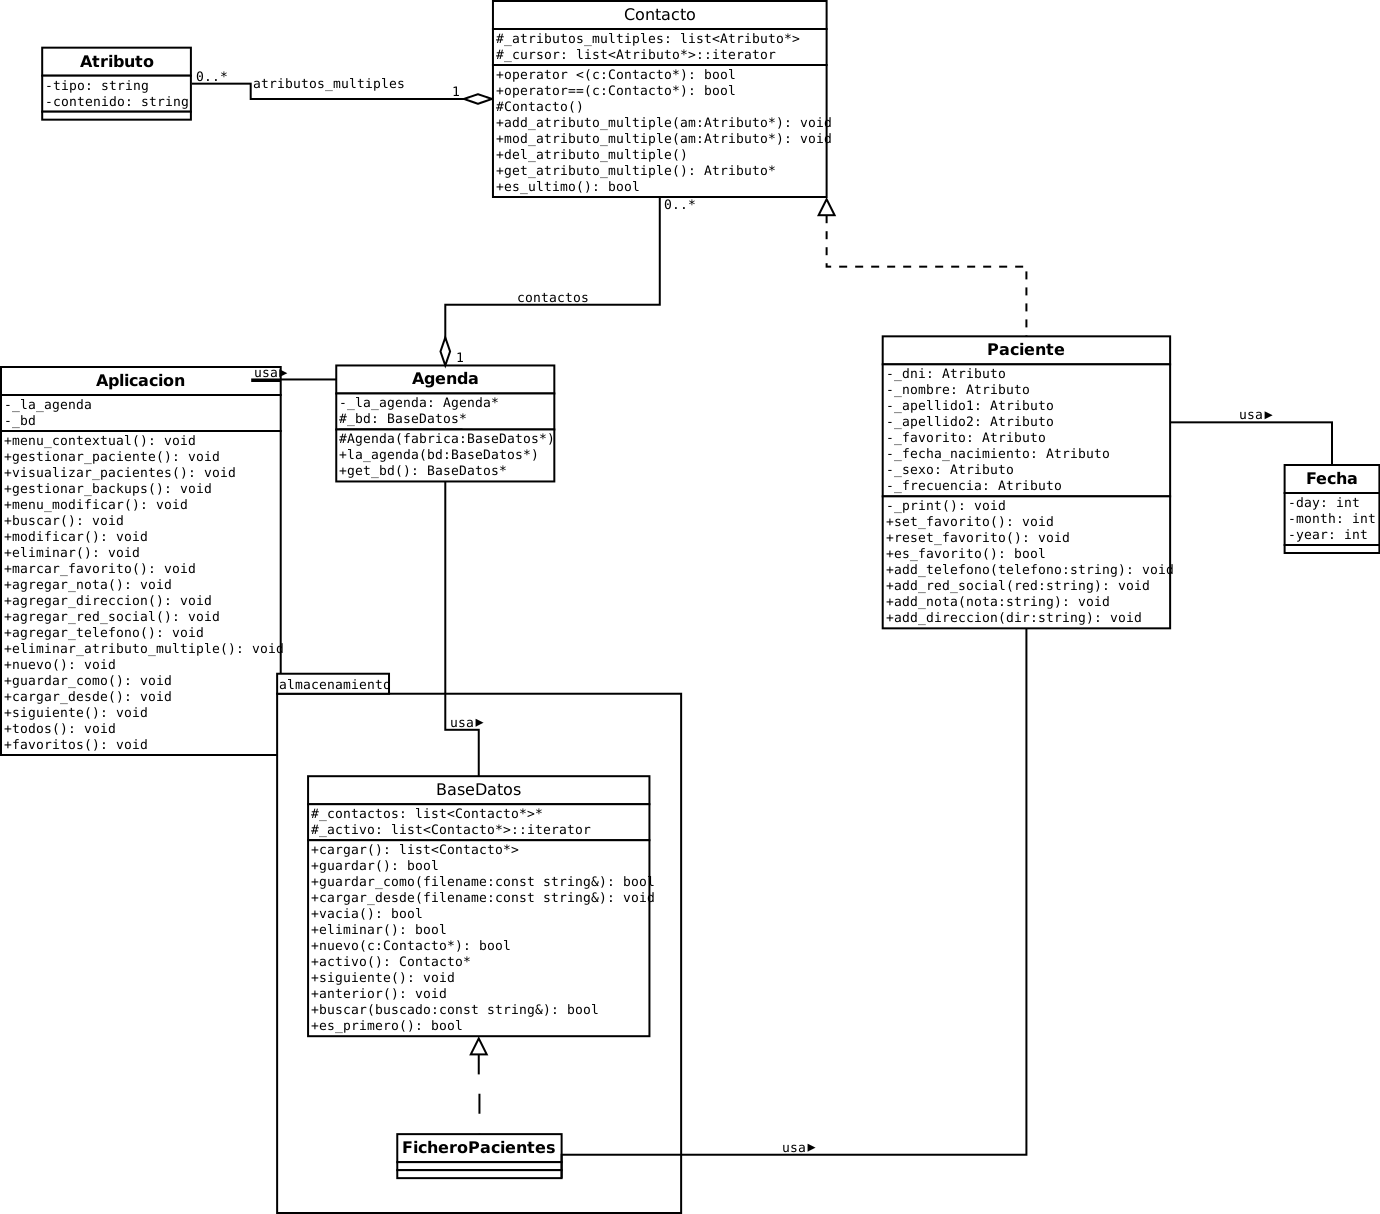 Contacto
#_atributos_multiples: list<Atributo*>
#_cursor: list<Atributo*>::iterator
+operator <(c:Contacto*): bool
+operator==(c:Contacto*): bool
#Contacto()
+add_atributo_multiple(am:Atributo*): void
+mod_atributo_multiple(am:Atributo*): void
+del_atributo_multiple()
+get_atributo_multiple(): Atributo*
+es_ultimo(): bool
Atributo
-tipo: string
-contenido: string
0..*
atributos_multiples
1
0..*
contactos
1
Aplicacion
-_la_agenda
-_bd
+menu_contextual(): void
+gestionar_paciente(): void
+visualizar_pacientes(): void
+gestionar_backups(): void
+menu_modificar(): void
+buscar(): void
+modificar(): void
+eliminar(): void
+marcar_favorito(): void
+agregar_nota(): void
+agregar_direccion(): void
+agregar_red_social(): void
+agregar_telefono(): void
+eliminar_atributo_multiple(): void
+nuevo(): void
+guardar_como(): void
+cargar_desde(): void
+siguiente(): void
+todos(): void
+favoritos(): void
usa
Agenda
-_la_agenda: Agenda*
#_bd: BaseDatos*
#Agenda(fabrica:BaseDatos*)
+la_agenda(bd:BaseDatos*)
+get_bd(): BaseDatos*
Paciente
-_dni: Atributo
-_nombre: Atributo
-_apellido1: Atributo
-_apellido2: Atributo
-_favorito: Atributo
-_fecha_nacimiento: Atributo
-_sexo: Atributo
-_frecuencia: Atributo
-_print(): void
+set_favorito(): void
+reset_favorito(): void
+es_favorito(): bool
+add_telefono(telefono:string): void
+add_red_social(red:string): void
+add_nota(nota:string): void
+add_direccion(dir:string): void
usa
Fecha
-day: int
-month: int
-year: int
almacenamiento
usa
BaseDatos
#_contactos: list<Contacto*>*
#_activo: list<Contacto*>::iterator
+cargar(): list<Contacto*>
+guardar(): bool
+guardar_como(filename:const string&): bool
+cargar_desde(filename:const string&): void
+vacia(): bool
+eliminar(): bool
+nuevo(c:Contacto*): bool
+activo(): Contacto*
+siguiente(): void
+anterior(): void
+buscar(buscado:const string&): bool
+es_primero(): bool
FicheroPacientes
usa